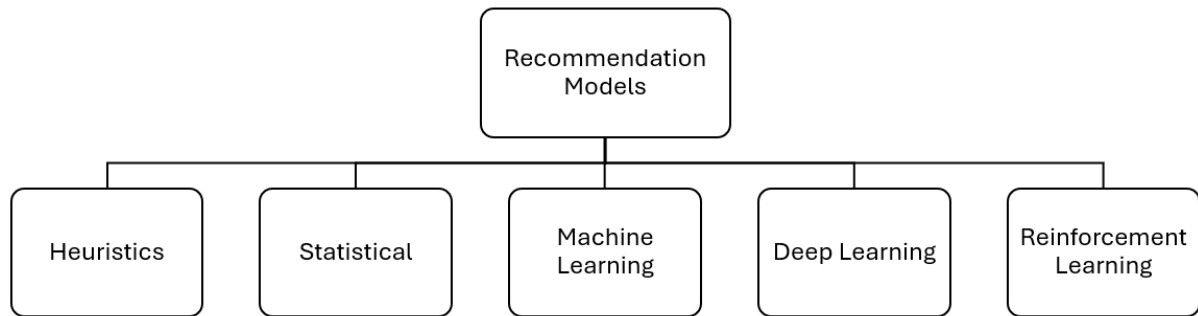 Recommendation
Models
Heuristics
Statistical
Machine
Learning
Deep Learning
Reinforcement
Learning